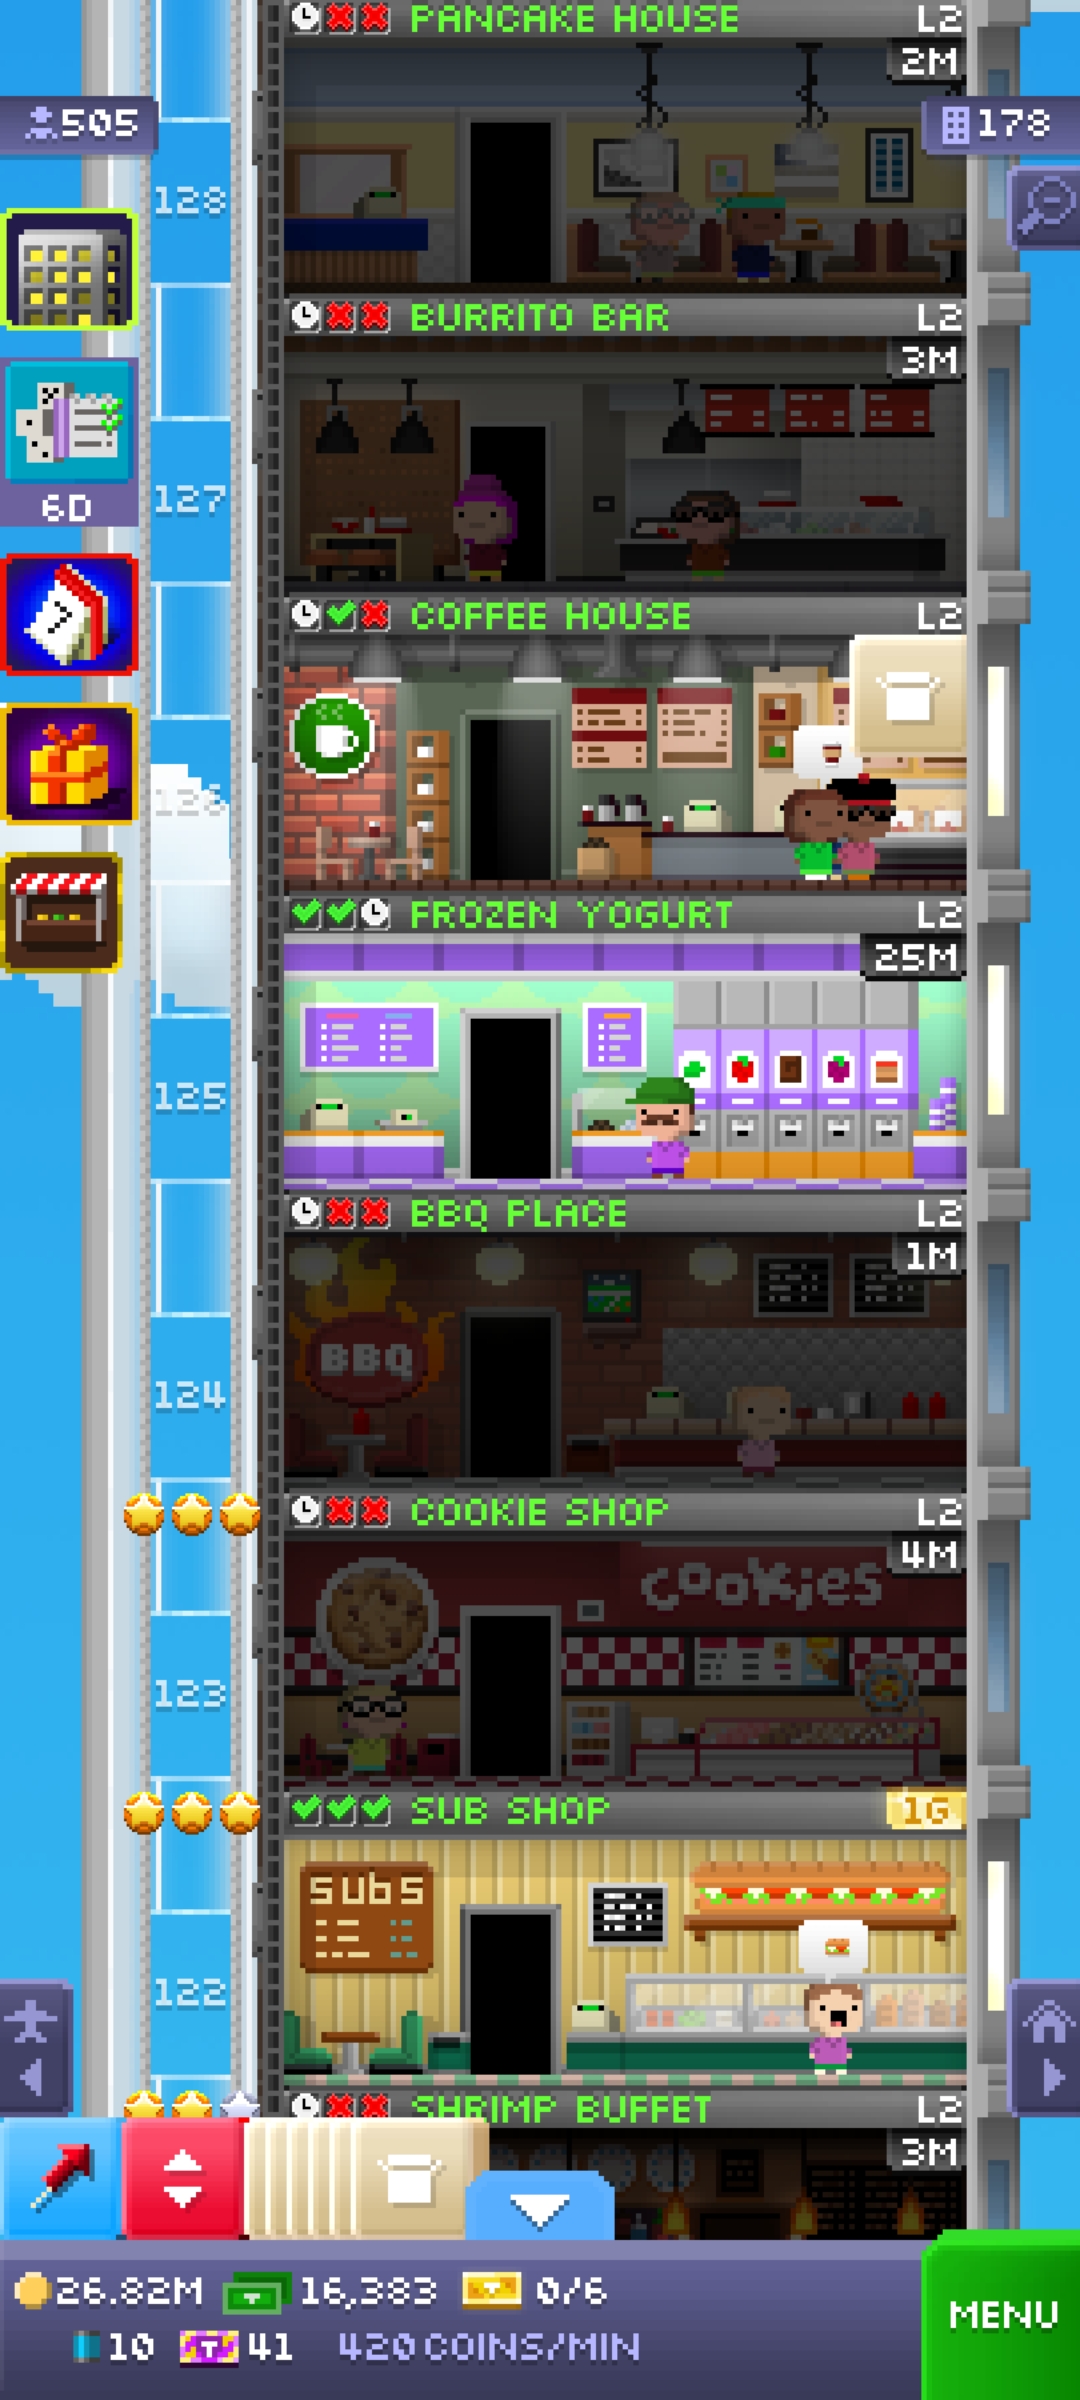 PANCAKE HOUSE L2
2M
505
178
128
BURRITO BAR L2
3M
6D
127
COFFEE HOUSE L2
126
FROZEN YOGURT L2
25M
125
BBQ PLACE L2
1M
BBQ
124
COOKIE SHOP L2
4M
cookies
123
SUB SHOP 1G
subs
122
SHRIMP BUFFET L2
3M
26.82M 16,383 0/6
MENU
10 T 41 420 COINS/MIN